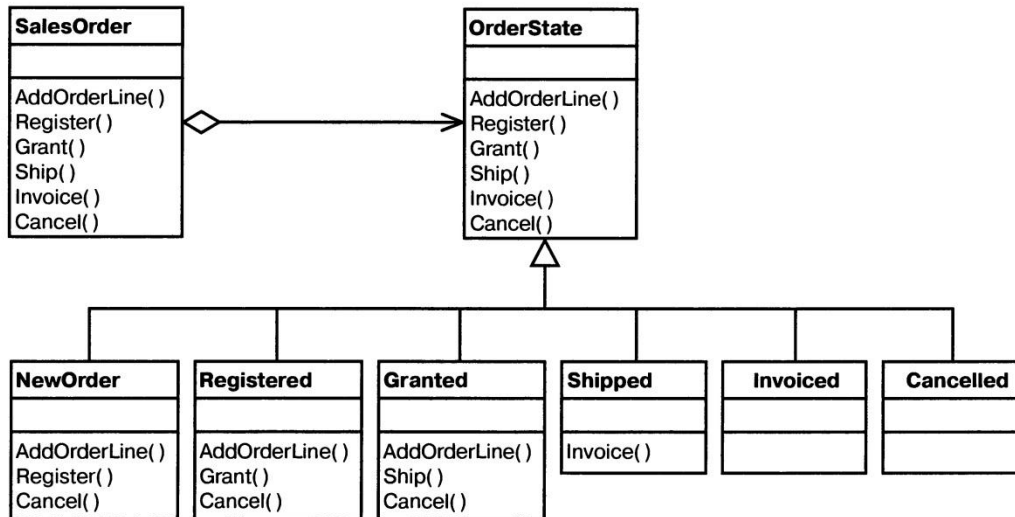 SalesOrder
AddOrderLine( )
Register( )
Grant( )
Ship( )
Invoice( )
Cancel( )
OrderState
AddOrderLine( )
Register( )
Grant( )
Ship( )
Invoice( )
Cancel( )
NewOrder
AddOrderLine( )
Register( )
Cancel( )
Registered
AddOrderLine( )
Grant( )
Cancel( )
Granted
AddOrderLine( )
Ship( )
Cancel( )
Shipped
Invoice( )
Invoiced
Cancelled